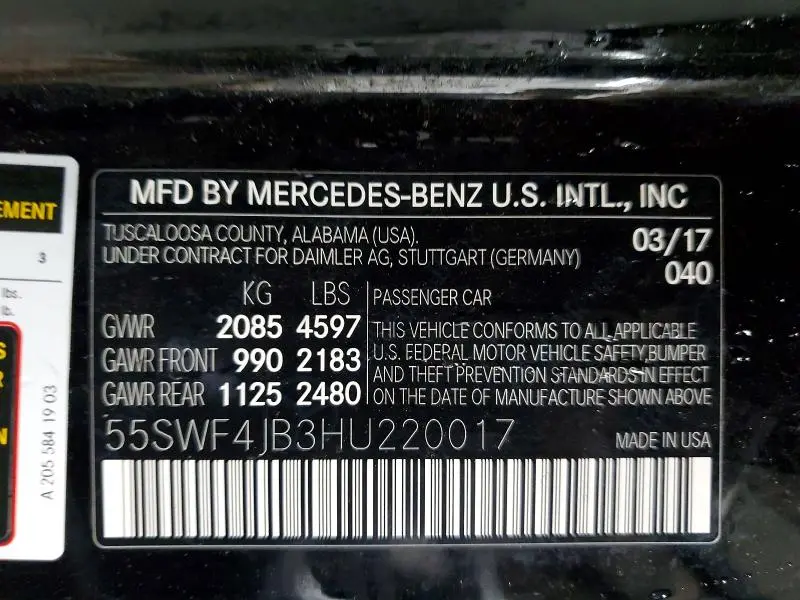 MFD BY MERCEDES-BENZ U.S. INTL., INC
TUSCALOOSA COUNTY, ALABAMA (USA).
UNDER CONTRACT FOR DAIMLER AG, STUTTGART (GERMANY)
03/17
040
KG LBS
GVWR 2085 4597
GAWR FRONT 990 2183
GAWR REAR 1125 2480
PASSENGER CAR
THIS VEHICLE CONFORMS TO ALL APPLICABLE
U.S. FEDERAL MOTOR VEHICLE SAFETY,BUMPER
AND THEFT PREVENTION STANDARDS IN EFFECT
ON THE DATE OF MANUFACTURE SHOWN ABOVE
55SWF4JB3HU220017
MADE IN USA
EMENT
3
lbs.
lb.
S
R
N
A 205 584 19 03